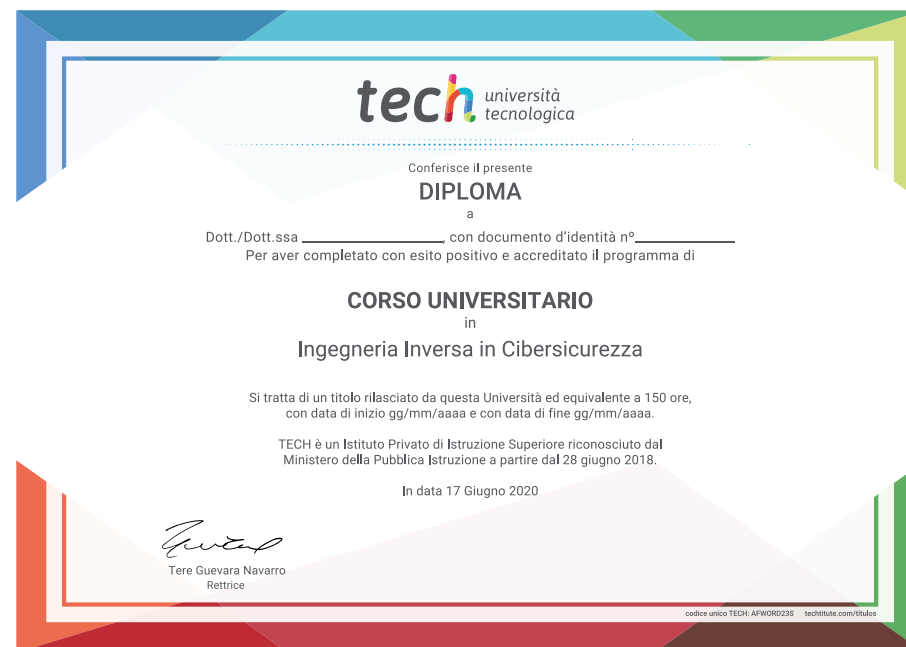 tech università
tecnologica
Conferisce il presente
DIPLOMA
a
Dott./Dott.ssa ____________________, con documento d'identità nº______________
Per aver completato con esito positivo e accreditato il programma di
CORSO UNIVERSITARIO
in
Ingegneria Inversa in Cibersicurezza
Si tratta di un titolo rilasciato da questa Università ed equivalente a 150 ore,
con data di inizio gg/mm/aaaa e con data di fine gg/mm/aaaa.
TECH è un Istituto Privato di Istruzione Superiore riconosciuto dal
Ministero della Pubblica Istruzione a partire dal 28 giugno 2018.
In data 17 Giugno 2020
Tere Guevara Navarro
Rettrice
codice unico TECH: AFWORD23S techtitute.com/titulos